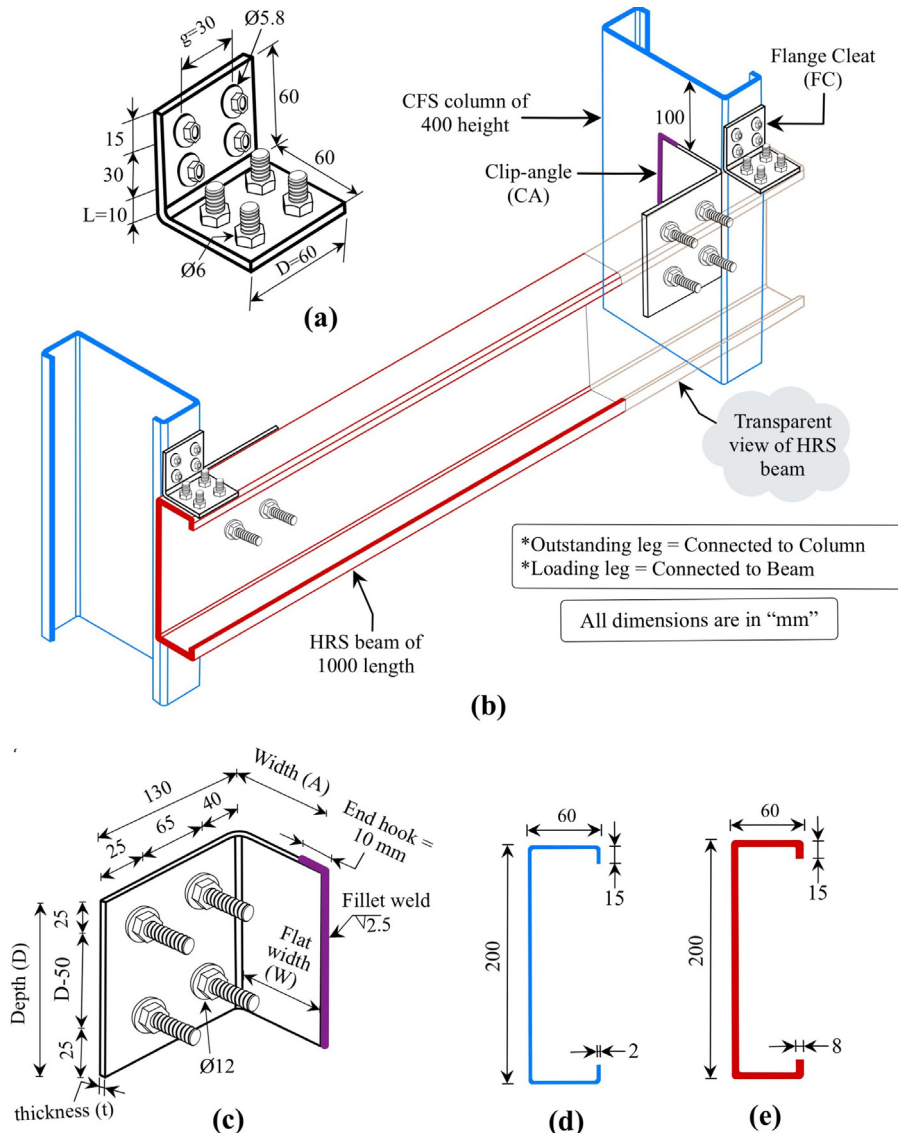 g=30
Ø5.8
60
15
30
L=10
60
Ø6
D=60
(a)
CFS column of
400 height
100
Flange Cleat
(FC)
Clip-angle
(CA)
Transparent
view of HRS
beam
*Outstanding leg = Connected to Column
*Loading leg = Connected to Beam
All dimensions are in “mm”
HRS beam of
1000 length
(b)
130
Width (A)
25
65
40
End hook =
10 mm
Fillet weld
2.5
Flat
width
(W)
Depth (D)
25
D-50
25
Ø12
thickness (t)
(c)
60
15
200
2
(d)
60
15
200
8
(e)